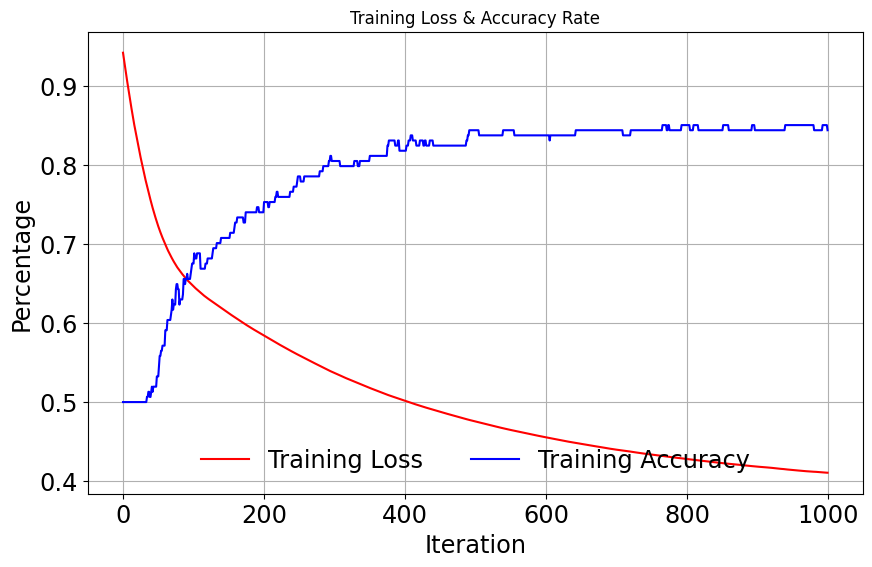 Training Loss & Accuracy Rate
Percentage
0.9
0.8
0.7
0.6
0.5
0.4
Training Loss
Training Accuracy
0 200 400 600 800 1000
Iteration